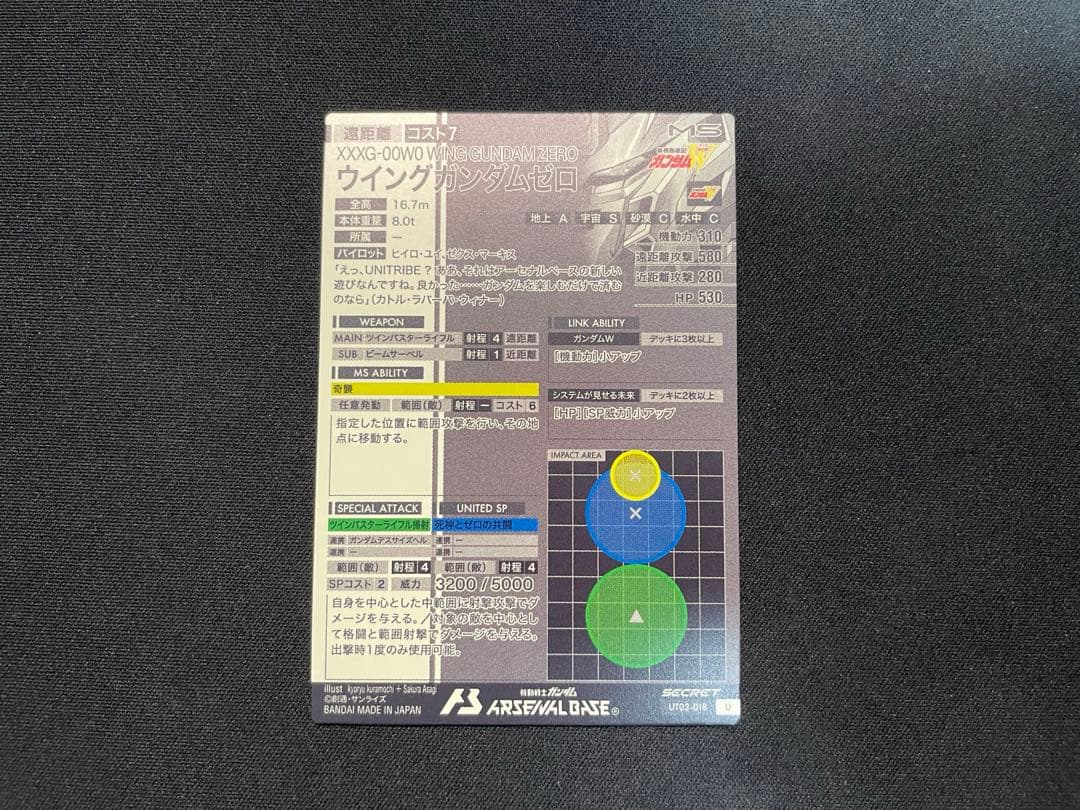 遠距離 コスト7
MS
XXXG-00W0 WING GUNDAM ZERO
ウイングガンダムゼロ
新機動戦記
ガンダムW
全高 16.7m
本体重量 8.0t
所属 ー
地上 A 宇宙 S 砂漠 C 水中 C
機動力 310
遠距離攻撃 580
近距離攻撃 280
HP 530
パイロット ヒイロ・ユイ、ゼクス・マーキス
「えっ、UNITRIBE？ ああ、それはアーセナルベースの新しい
遊びなんですね。良かった……ガンダムを楽しむだけで済む
のなら」(カトル・ラバーバ・ウィナー)
WEAPON
MAIN ツインバスターライフル 射程 4 遠距離
SUB ビームサーベル 射程 1 近距離
MS ABILITY
奇襲
任意発動 範囲(敵) 射程 ー コスト 6
指定した位置に範囲攻撃を行い、その地
点に移動する。
LINK ABILITY
ガンダムW デッキに3枚以上
[機動力]小アップ
システムが見せる未来 デッキに2枚以上
[HP][SP威力]小アップ
IMPACT AREA
SPECIAL ATTACK UNITED SP
ツインバスターライフル掃射 死神とゼロの共闘
連携 ガンダムデスサイズヘル 連携 ー
連携 ー 連携 ー
範囲(敵) 射程 4 範囲(敵) 射程 4
SPコスト 2 威力 3200 / 5000
自身を中心とした中範囲に射撃攻撃でダ
メージを与える。／対象の敵を中心とし
て格闘と範囲射撃でダメージを与える。
出撃時1度のみ使用可能。
illust kyoryu kuramochi + Sakura Asagi
©創通・サンライズ
BANDAI MADE IN JAPAN
機動戦士ガンダム
ARSENAL BASE®
SECRET
UT03-018 U